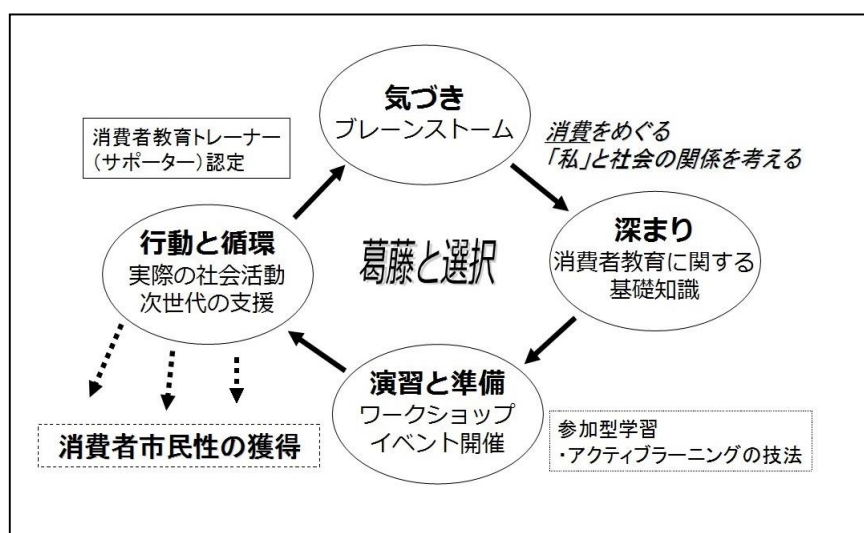 気づき
ブレーンストーム
消費をめぐる
「私」と社会の関係を考える
消費者教育トレーナー
(サポーター)認定
深まり
消費者教育に関する
基礎知識
行動と循環
実際の社会活動
次世代の支援
葛藤と選択
演習と準備
ワークショップ
イベント開催
参加型学習
・アクティブラーニングの技法
消費者市民性の獲得